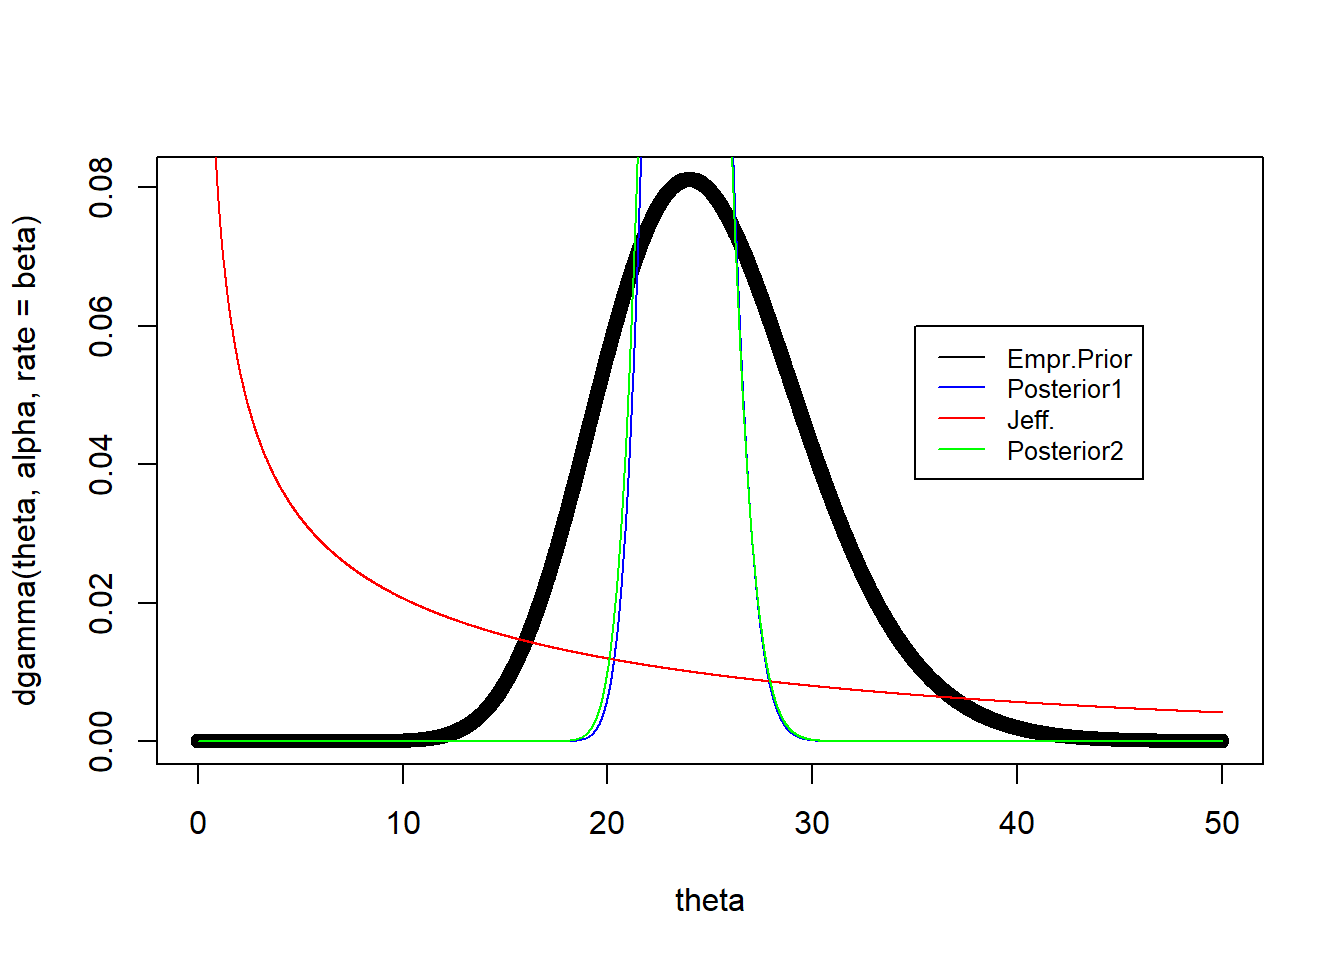 dgamma(theta, alpha, rate = beta)
0.08
0.06
0.04
0.02
0.00
Empr.Prior
Posterior1
Jeff.
Posterior2
0 10 20 30 40 50
theta